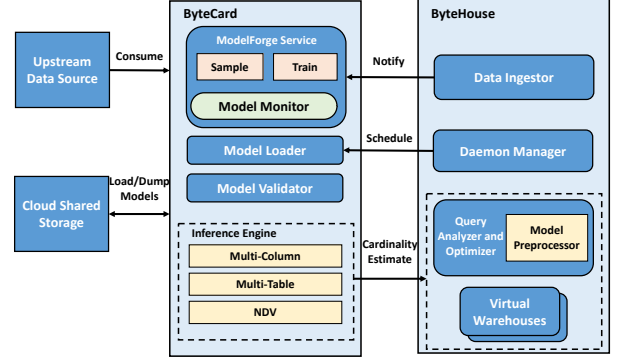 ByteCard
ByteHouse
Upstream
Data Source
Consume
ModelForge Service
Sample
Train
Model Monitor
Notify
Data Ingestor
Model Loader
Schedule
Daemon Manager
Model Validator
Cloud Shared
Storage
Load/Dump
Models
Inference Engine
Multi-Column
Multi-Table
NDV
Cardinality
Estimate
Query
Analyzer and
Optimizer
Model
Preprocessor
Virtual
Warehouses